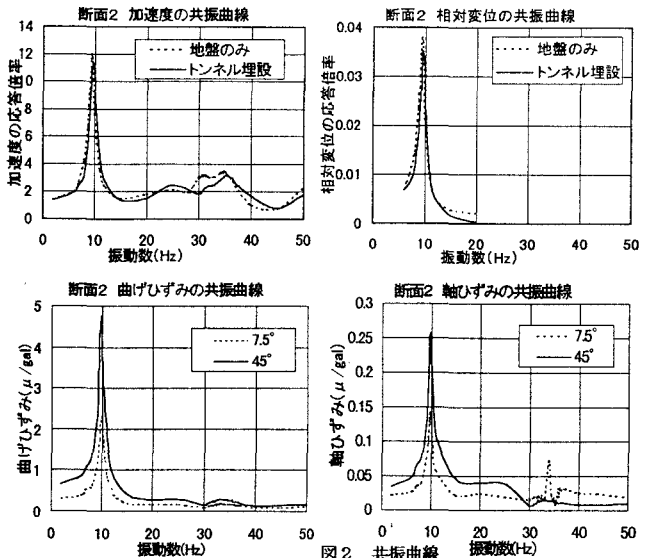 断面2 加速度の共振曲線
加速度の応答倍率
14
12
10
8
6
4
2
0
地盤のみ
トンネル埋設
0 10 20 30 40 50
振動数(Hz)
断面2 相対変位の共振曲線
相対変位の応答倍率
0.04
0.03
0.02
0.01
0
地盤のみ
トンネル埋設
0 10 20 30 40 50
振動数(Hz)
断面2 曲げひずみの共振曲線
曲げひずみ(μ/gal)
5
4
3
2
1
0
7.5°
45°
0 10 20 30 40 50
振動数(Hz)
断面2 軸ひずみの共振曲線
軸ひずみ(μ/gal)
0.3
0.25
0.2
0.15
0.1
0.05
0
7.5°
45°
0 10 20 30 40 50
振動数(Hz)
図2 共振曲線